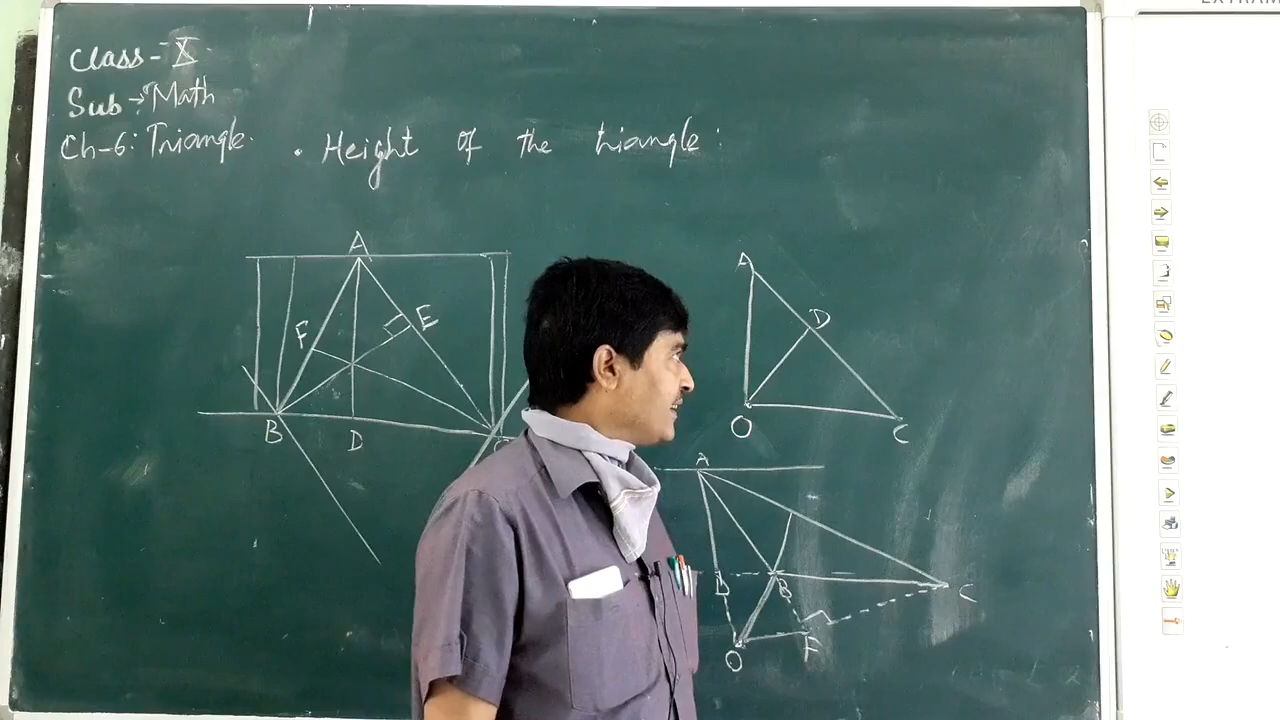 Class - X
Sub → Math
Ch-6: Triangle.
. Height of the triangle:
A
F
E
B
D
A
D
O
C
A
D
B
C
O
F